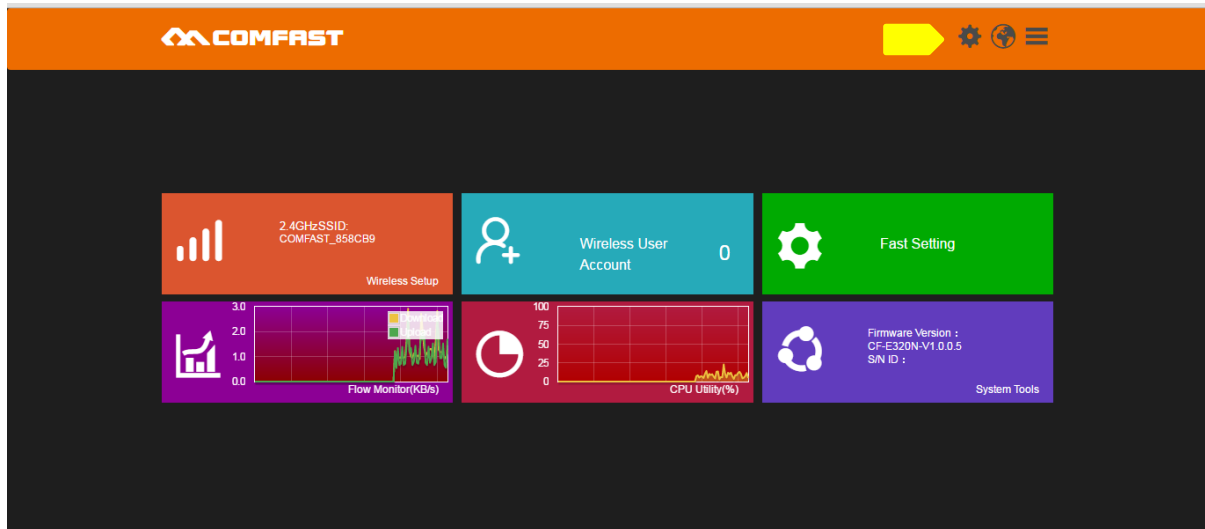 COMFAST
2.4GHzSSID:
COMFAST_858CB9
Wireless Setup
Wireless User
Account
0
Fast Setting
3.0
2.0
1.0
0.0
Download
Upload
Flow Monitor(KB/s)
100
75
50
25
0
CPU Utility(%)
Firmware Version :
CF-E320N-V1.0.0.5
S/N ID :
System Tools